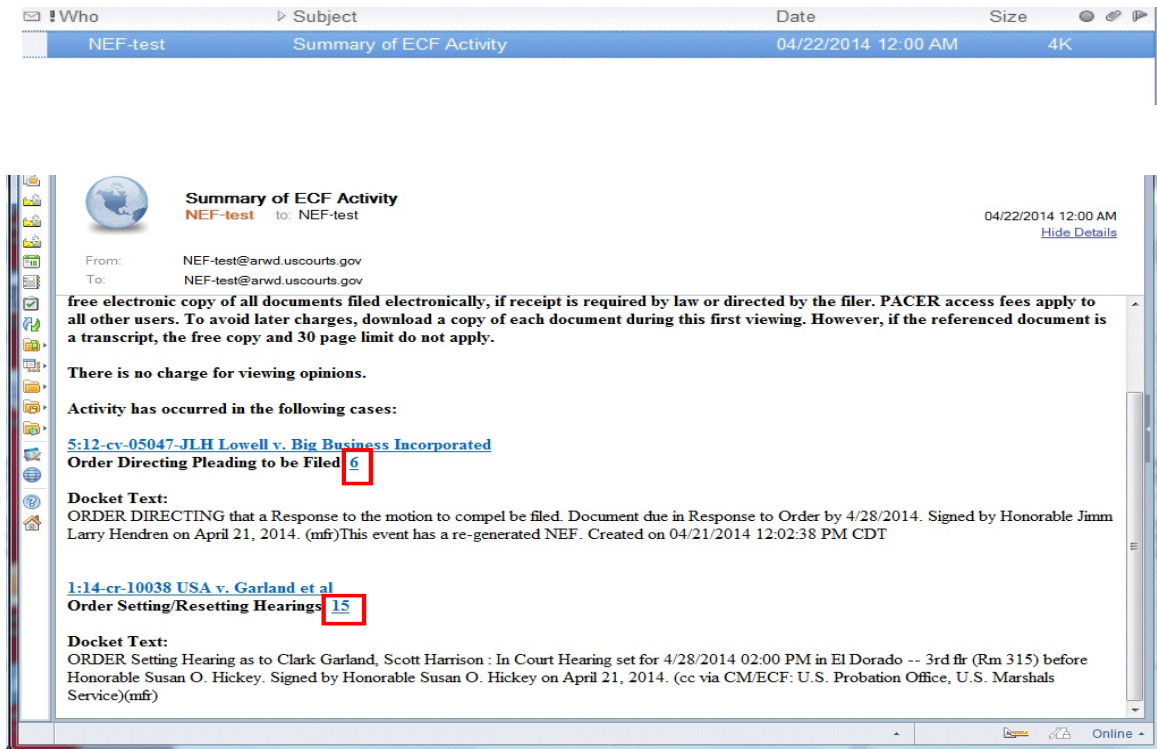 ! Who Subject Date Size
NEF-test Summary of ECF Activity 04/22/2014 12:00 AM 4K
Summary of ECF Activity
NEF-test to: NEF-test
04/22/2014 12:00 AM
Hide Details
From: NEF-test@arwd.uscourts.gov
To: NEF-test@arwd.uscourts.gov
free electronic copy of all documents filed electronically, if receipt is required by law or directed by the filer. PACER access fees apply to
all other users. To avoid later charges, download a copy of each document during this first viewing. However, if the referenced document is
a transcript, the free copy and 30 page limit do not apply.
There is no charge for viewing opinions.
Activity has occurred in the following cases:
5:12-cv-05047-JLH Lowell v. Big Business Incorporated
Order Directing Pleading to be Filed 6
Docket Text:
ORDER DIRECTING that a Response to the motion to compel be filed. Document due in Response to Order by 4/28/2014. Signed by Honorable Jimm
Larry Hendren on April 21, 2014. (mfr)This event has a re-generated NEF. Created on 04/21/2014 12:02:38 PM CDT
1:14-cr-10038 USA v. Garland et al
Order Setting/Resetting Hearings 15
Docket Text:
ORDER Setting Hearing as to Clark Garland, Scott Harrison : In Court Hearing set for 4/28/2014 02:00 PM in El Dorado -- 3rd flr (Rm 315) before
Honorable Susan O. Hickey. Signed by Honorable Susan O. Hickey on April 21, 2014. (cc via CM/ECF: U.S. Probation Office, U.S. Marshals
Service)(mfr)
Online